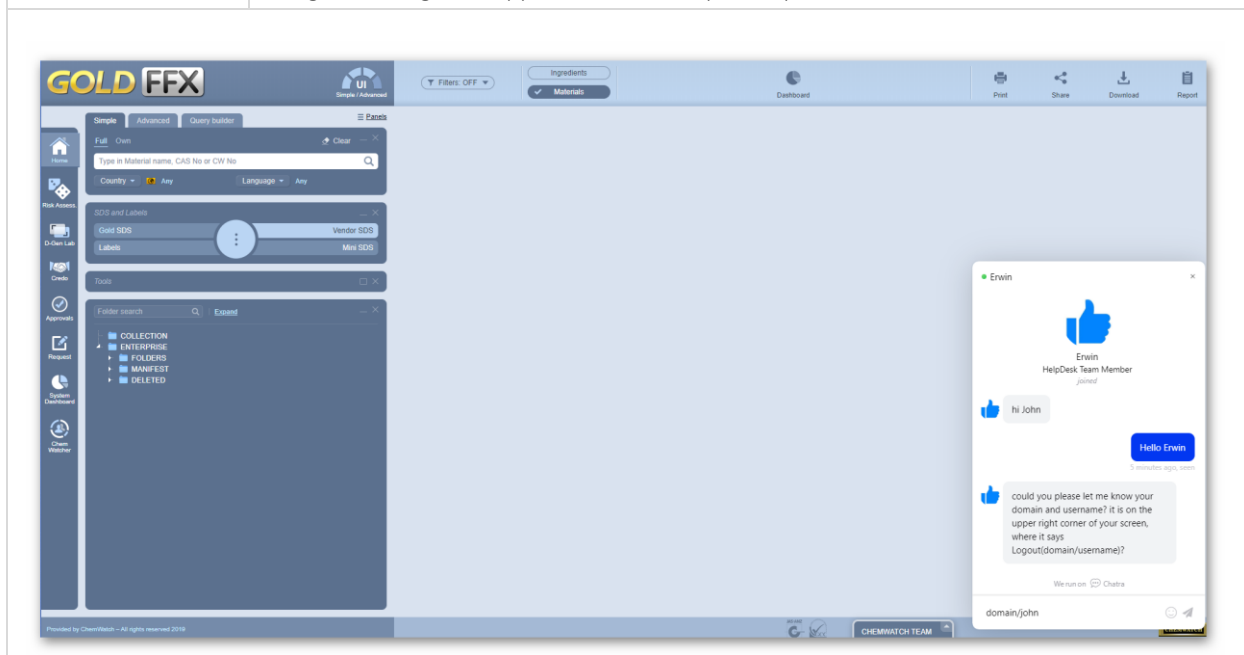 GOLD FFX
UI
Simple / Advanced
Filters: OFF
Ingredients
Materials
Dashboard
Print
Share
Download
Report
Simple
Advanced
Query builder
Panels
Home
Risk Assess.
D-Gen Lab
Credo
Approvals
Request
System
Dashboard
Chem
Watcher
Full Own
Clear
Type in Material name, CAS No or CW No
Country
Any
Language
Any
SDS and Labels
Gold SDS
Vendor SDS
Labels
Mini SDS
Tools
Folder search
Expand
COLLECTION
ENTERPRISE
FOLDERS
MANIFEST
DELETED
Erwin
Erwin
HelpDesk Team Member
joined
hi John
Hello Erwin
5 minutes ago, seen
could you please let me know your
domain and username? it is on the
upper right corner of your screen,
where it says
Logout(domain/username)?
We run on Chatra
domain/john
Provided by ChemWatch – All rights reserved 2019
CHEMWATCH TEAM